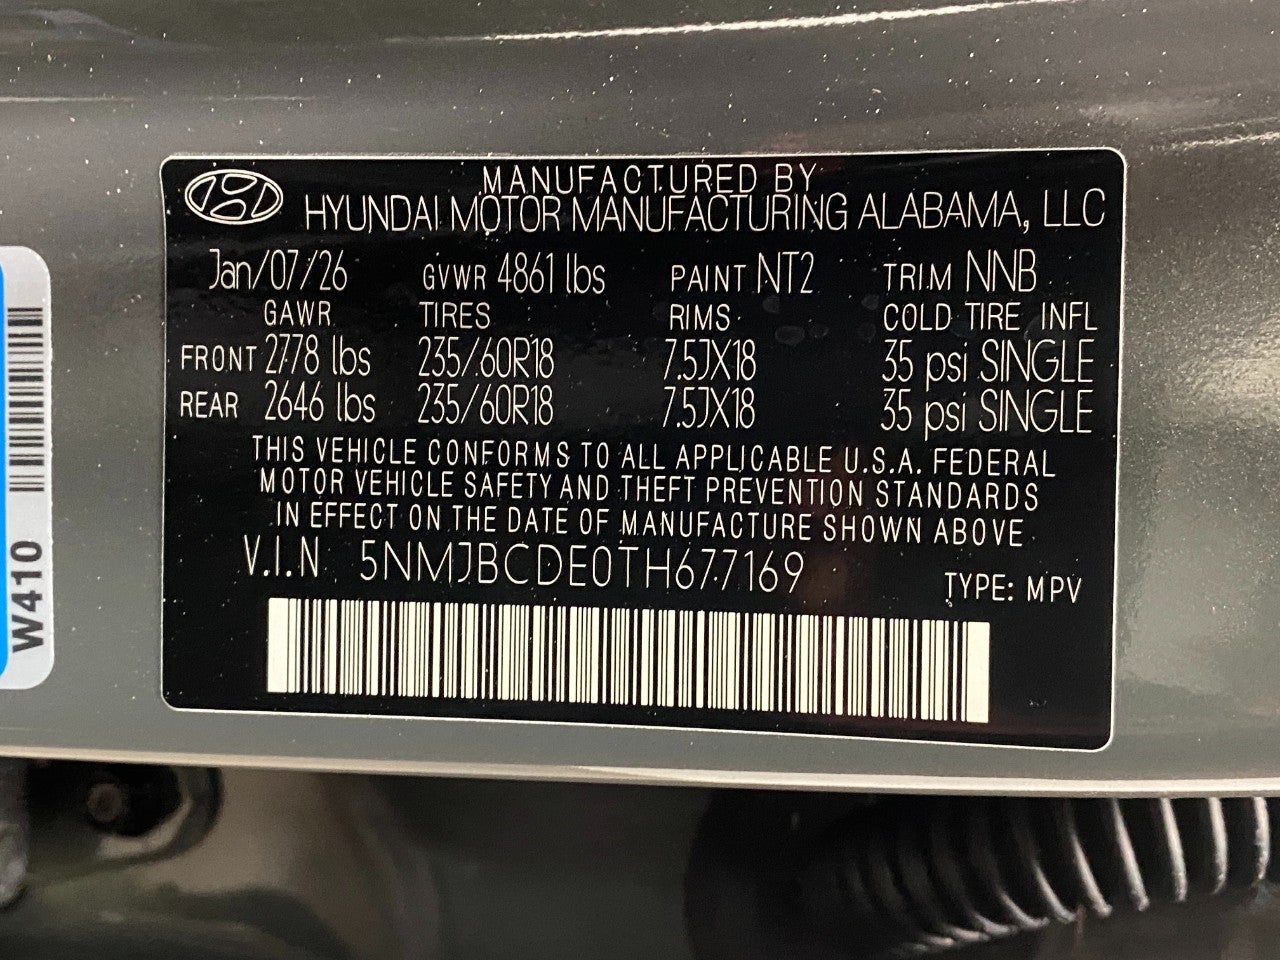 MANUFACTURED BY
HYUNDAI MOTOR MANUFACTURING ALABAMA, LLC
Jan/07/26 GVWR 4861 lbs PAINT NT2 TRIM NNB
GAWR TIRES RIMS COLD TIRE INFL
FRONT 2778 lbs 235/60R18 7.5JX18 35 psi SINGLE
REAR 2646 lbs 235/60R18 7.5JX18 35 psi SINGLE
THIS VEHICLE CONFORMS TO ALL APPLICABLE U.S.A. FEDERAL
MOTOR VEHICLE SAFETY AND THEFT PREVENTION STANDARDS
IN EFFECT ON THE DATE OF MANUFACTURE SHOWN ABOVE
V.I.N 5NMJBCDE0TH677169
TYPE: MPV
W410